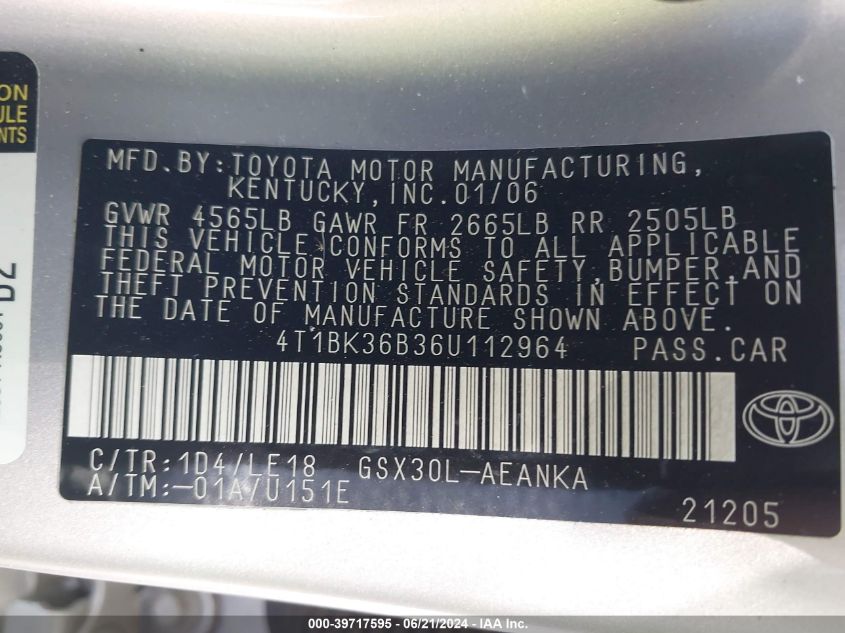 ON
ULE
NTS
D2
MFD.BY:TOYOTA MOTOR MANUFACTURING,
KENTUCKY,INC.01/06
GVWR 4565LB GAWR FR 2665LB RR 2505LB
THIS VEHICLE CONFORMS TO ALL APPLICABLE
FEDERAL MOTOR VEHICLE SAFETY,BUMPER,AND
THEFT PREVENTION STANDARDS IN EFFECT ON
THE DATE OF MANUFACTURE SHOWN ABOVE.
4T1BK36B36U112964 PASS.CAR
C/TR:1D4/LE18 GSX30L-AEANKA
A/TM:-01A/U151E
21205
000-39717595 - 06/21/2024 - IAA Inc.